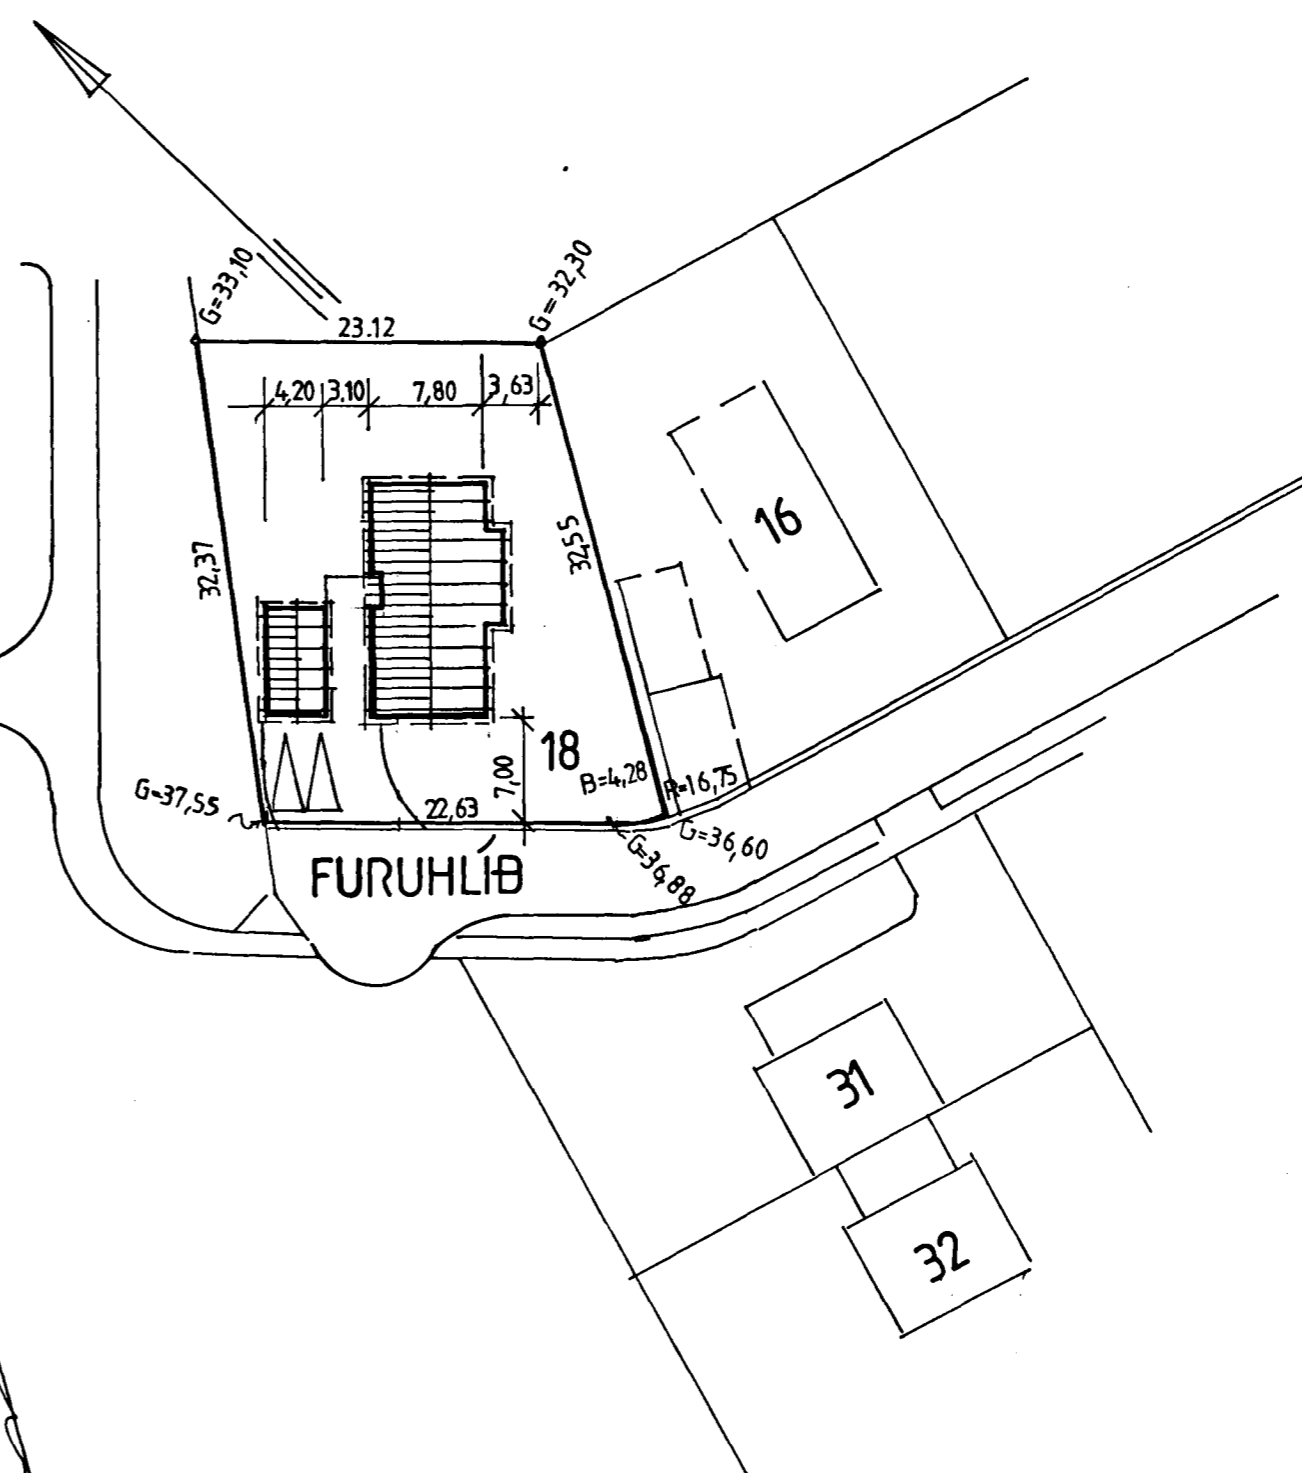 G=33,10
G=32,30
23.12
4,20 3.10 7,80 3,63
32,37
32,55
16
18
7,00
B=4,28 R=16,75
G=37,55
22,63
G=36,60
G=36,88
FURUHLÍÐ
31
32